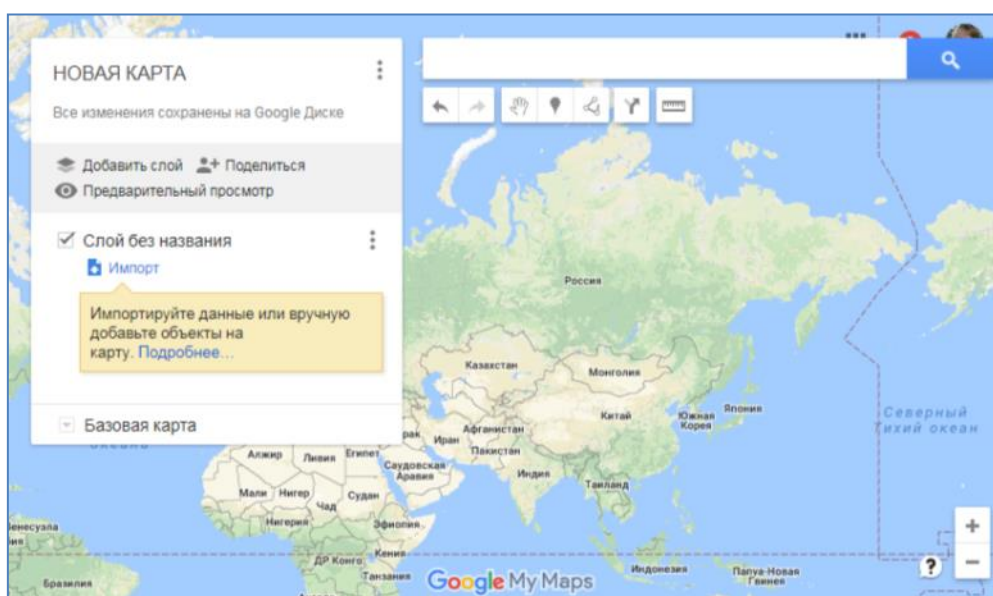 НОВАЯ КАРТА
Все изменения сохранены на Google Диске
Добавить слой Поделиться
Предварительный просмотр
Слой без названия
Импорт
Импортируйте данные или вручную
добавьте объекты на
карту. Подробнее...
Базовая карта
Россия
Казахстан
Монголия
Китай
Южная
Корея
Япония
Северный
Тихий океан
Афганистан
Иран
Пакистан
Алжир
Ливия
Египет
Саудовская
Аравия
Индия
Таиланд
Мали
Нигер
Чад
Судан
Нигерия
Эфиопия
ДР Конго
Кения
Танзания
Бразилия
Индонезия
Папуа-Новая
Гвинея
Google My Maps
?